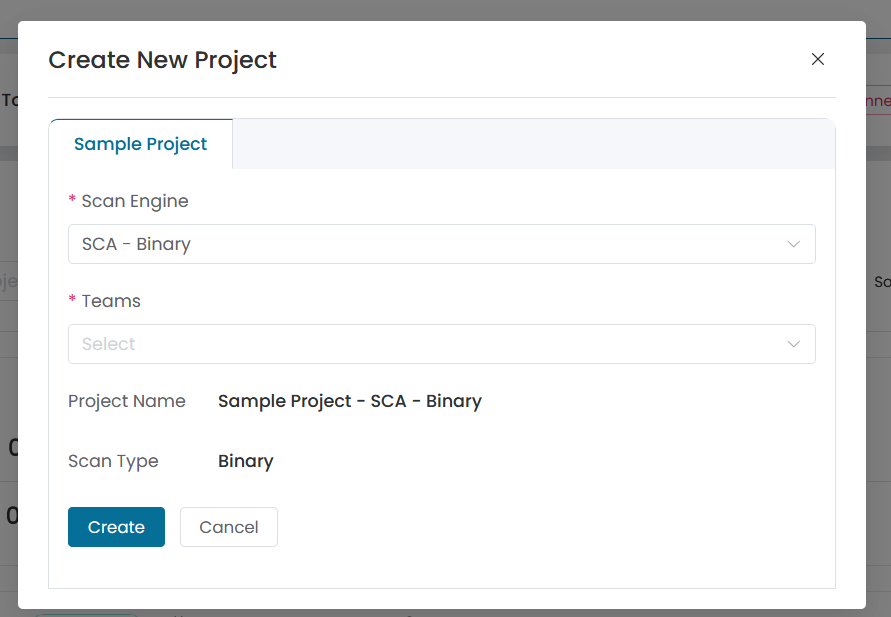 Create New Project
Sample Project
* Scan Engine
SCA - Binary
* Teams
Select
Project Name Sample Project - SCA - Binary
Scan Type Binary
Create Cancel